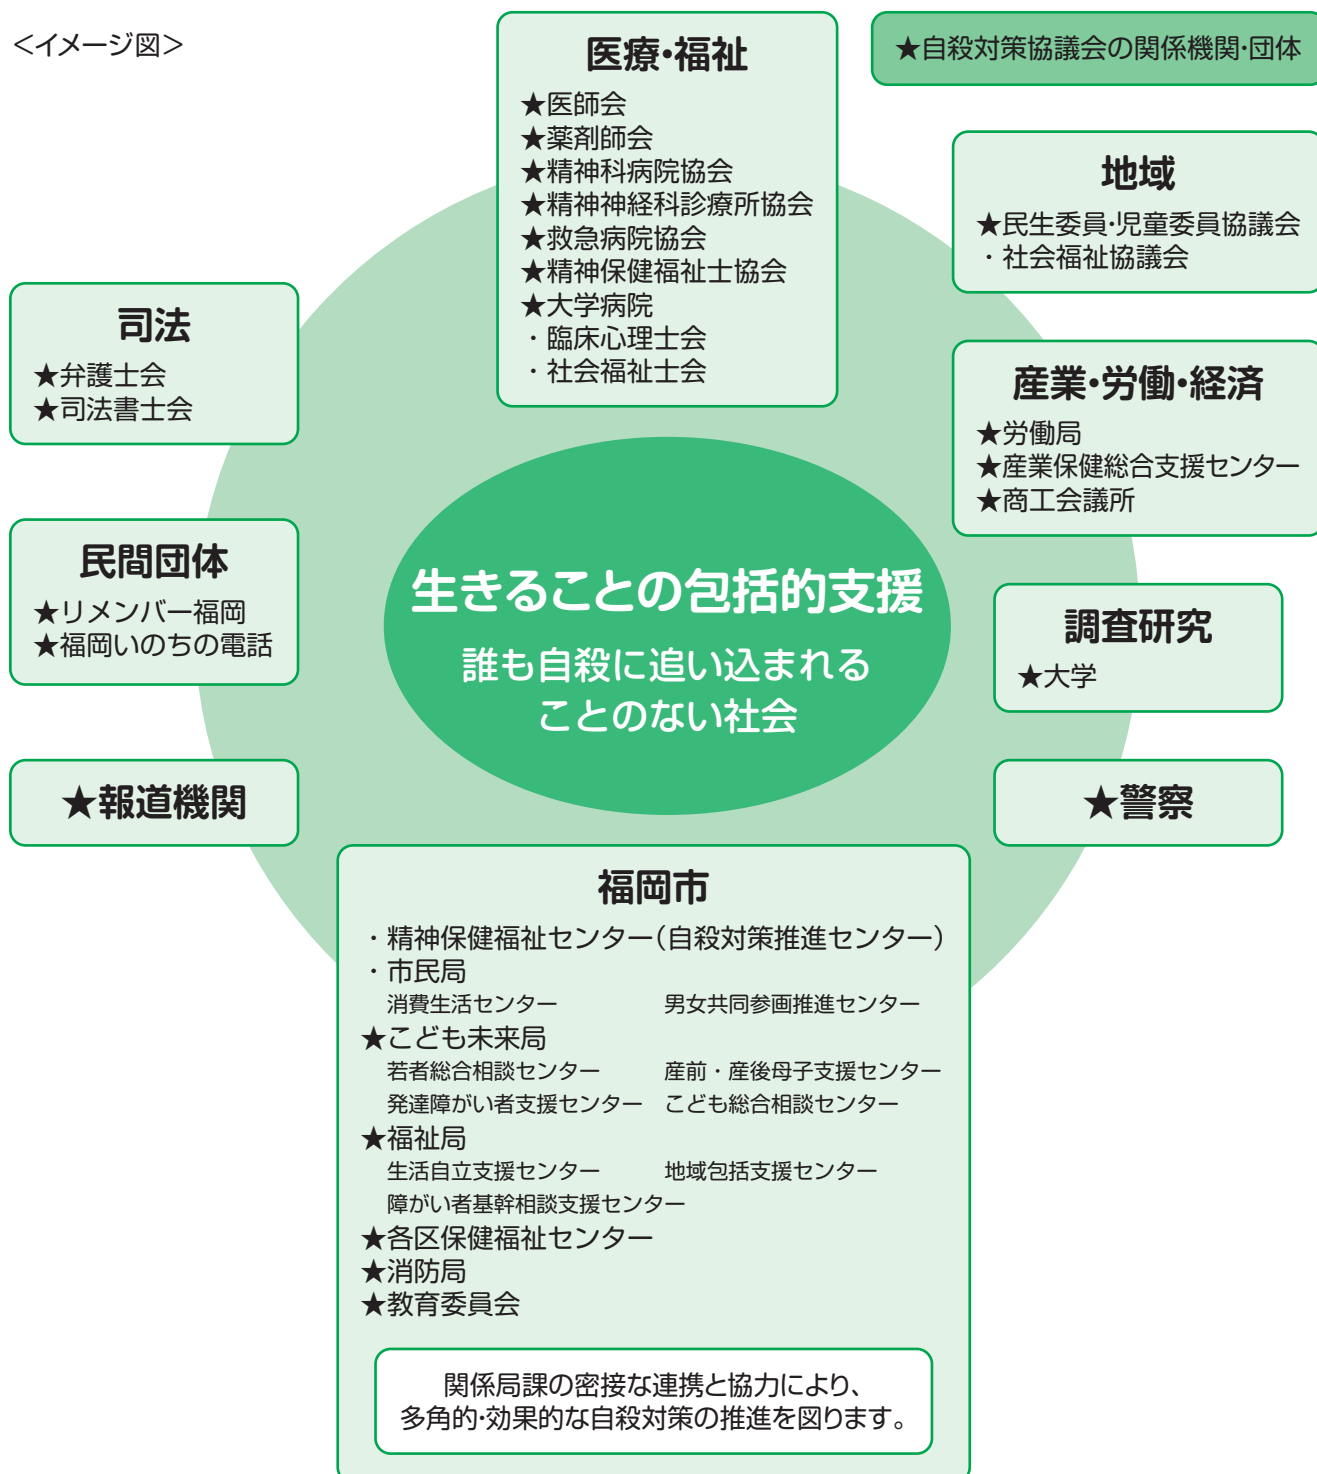 <イメージ図>
★自殺対策協議会の関係機関・団体
医療・福祉
★医師会
★薬剤師会
★精神科病院協会
★精神神経科診療所協会
★救急病院協会
★精神保健福祉士協会
★大学病院
・臨床心理士会
・社会福祉士会
地域
★民生委員・児童委員協議会
・社会福祉協議会
司法
★弁護士会
★司法書士会
産業・労働・経済
★労働局
★産業保健総合支援センター
★商工会議所
民間団体
★リメンバー福岡
★福岡いのちの電話
生きることの包括的支援
誰も自殺に追い込まれる
ことのない社会
調査研究
★大学
★報道機関
★警察
福岡市
・精神保健福祉センター(自殺対策推進センター)
・市民局
消費生活センター 男女共同参画推進センター
★こども未来局
若者総合相談センター 産前・産後母子支援センター
発達障がい者支援センター こども総合相談センター
★福祉局
生活自立支援センター 地域包括支援センター
障がい者基幹相談支援センター
★各区保健福祉センター
★消防局
★教育委員会
関係局課の密接な連携と協力により、
多角的・効果的な自殺対策の推進を図ります。